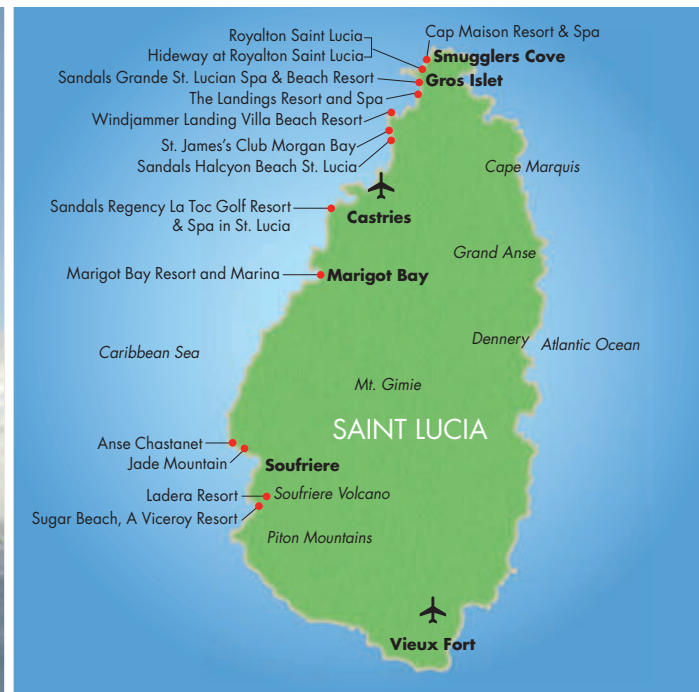 Royalton Saint Lucia
Cap Maison Resort & Spa
Hideway at Royalton Saint Lucia
Smugglers Cove
Sandals Grande St. Lucian Spa & Beach Resort
Gros Islet
The Landings Resort and Spa
Windjammer Landing Villa Beach Resort
St. James's Club Morgan Bay
Sandals Halcyon Beach St. Lucia
Cape Marquis
Sandals Regency La Toc Golf Resort
& Spa in St. Lucia
Castries
Grand Anse
Marigot Bay Resort and Marina
Marigot Bay
Dennery
Atlantic Ocean
Caribbean Sea
Mt. Gimie
SAINT LUCIA
Anse Chastanet
Jade Mountain
Soufriere
Ladera Resort
Soufriere Volcano
Sugar Beach, A Viceroy Resort
Piton Mountains
Vieux Fort